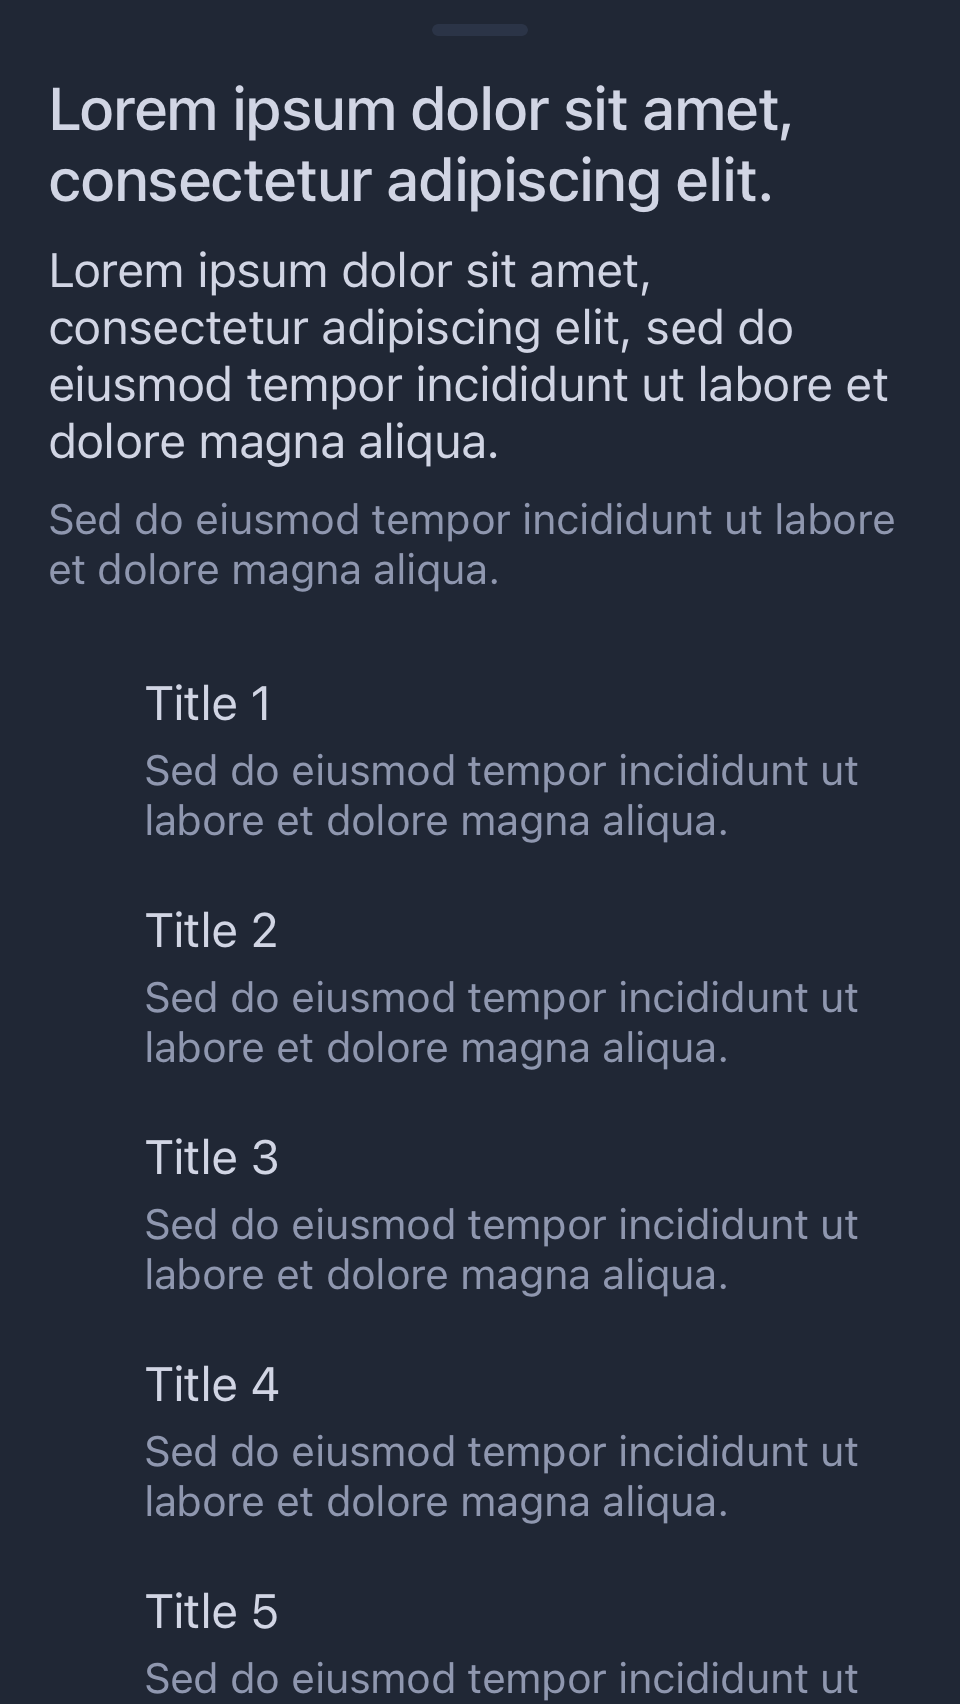 Lorem ipsum dolor sit amet,
consectetur adipiscing elit.
Lorem ipsum dolor sit amet,
consectetur adipiscing elit, sed do
eiusmod tempor incididunt ut labore et
dolore magna aliqua.
Sed do eiusmod tempor incididunt ut labore
et dolore magna aliqua.
Title 1
Sed do eiusmod tempor incididunt ut
labore et dolore magna aliqua.
Title 2
Sed do eiusmod tempor incididunt ut
labore et dolore magna aliqua.
Title 3
Sed do eiusmod tempor incididunt ut
labore et dolore magna aliqua.
Title 4
Sed do eiusmod tempor incididunt ut
labore et dolore magna aliqua.
Title 5
Sed do eiusmod tempor incididunt ut